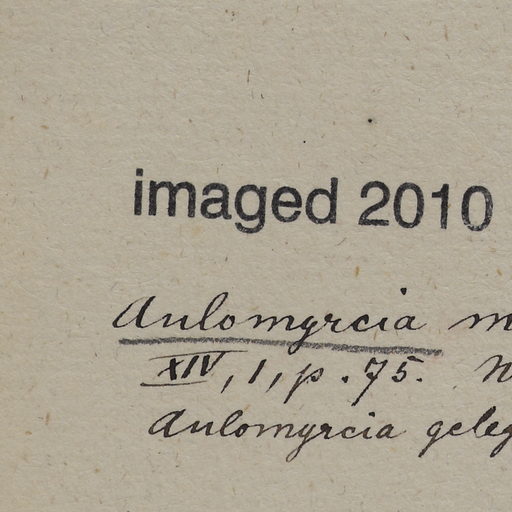 imaged 2010
Aulomyrcia
XIV, 1, p. 75.
Aulomyrcia